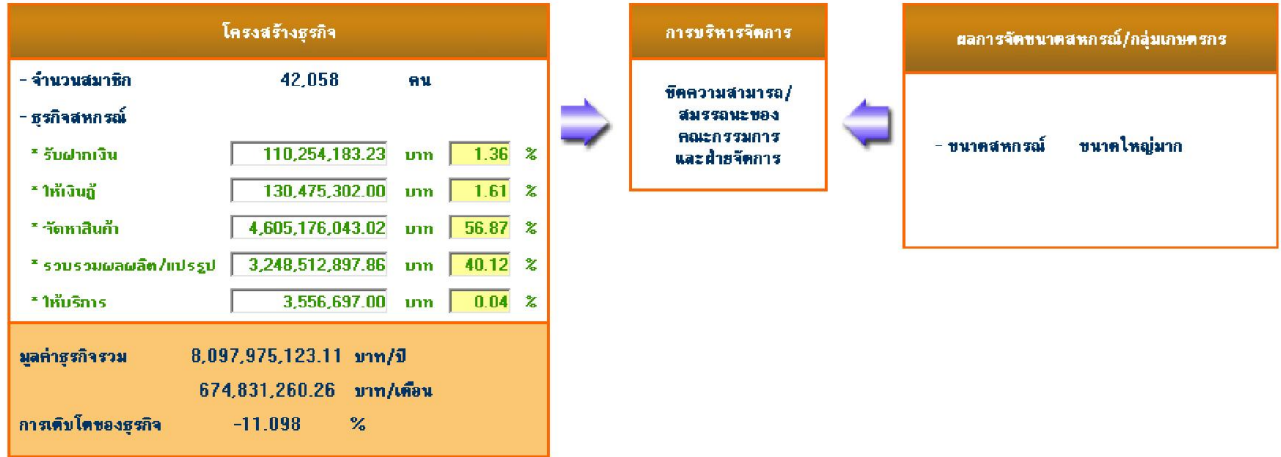 โครงสร้างธุรกิจ
- จำนวนสมาชิก 42,058 คน
- ธุรกิจสหกรณ์
* รับฝากเงิน 110,254,183.23 บาท 1.36 %
* ให้เงินกู้ 130,475,302.00 บาท 1.61 %
* จัดหาสินค้า 4,605,176,043.02 บาท 56.87 %
* รวบรวมผลผลิต/แปรรูป 3,248,512,897.86 บาท 40.12 %
* ให้บริการ 3,556,697.00 บาท 0.04 %
มูลค่าธุรกิจรวม 8,097,975,123.11 บาท/ปี
674,831,260.26 บาท/เดือน
การเติบโตของธุรกิจ -11.098 %
การบริหารจัดการ
ขีดความสามารถ/
สมรรถนะของ
คณะกรรมการ
และฝ่ายจัดการ
ผลการจัดขนาดสหกรณ์/กลุ่มเกษตรกร
- ขนาดสหกรณ์ ขนาดใหญ่มาก